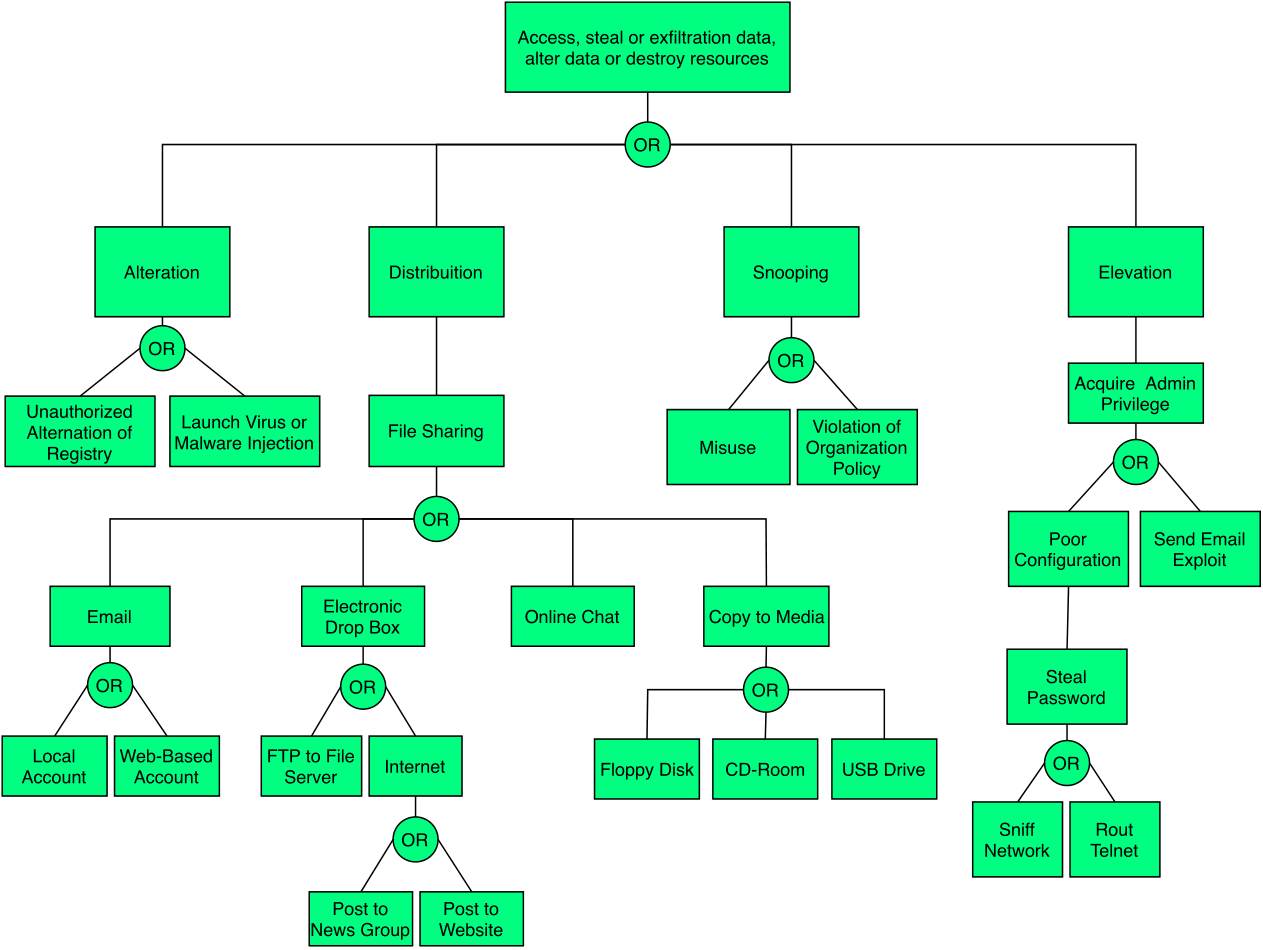 Access, steal or exfiltration data,
alter data or destroy resources
OR
Alteration
Distribuition
Snooping
Elevation
OR
Unauthorized
Alternation of
Registry
Launch Virus or
Malware Injection
File Sharing
OR
Misuse
Violation of
Organization
Policy
Acquire Admin
Privilege
OR
Poor
Configuration
Send Email
Exploit
OR
Email
Electronic
Drop Box
Online Chat
Copy to Media
Steal
Password
OR
Local
Account
Web-Based
Account
OR
FTP to File
Server
Internet
OR
Floppy Disk
CD-Room
USB Drive
OR
Sniff
Network
Rout
Telnet
OR
Post to
News Group
Post to
Website